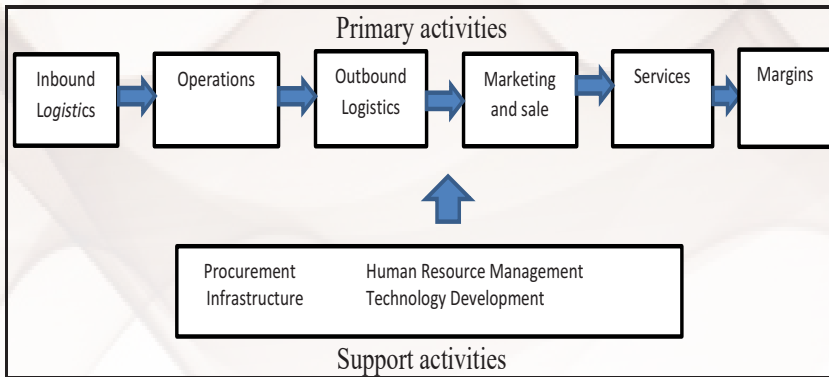 Primary activities
Inbound
Logistics
Operations
Outbound
Logistics
Marketing
and sale
Services
Margins
Procurement Human Resource Management
Infrastructure Technology Development
Support activities